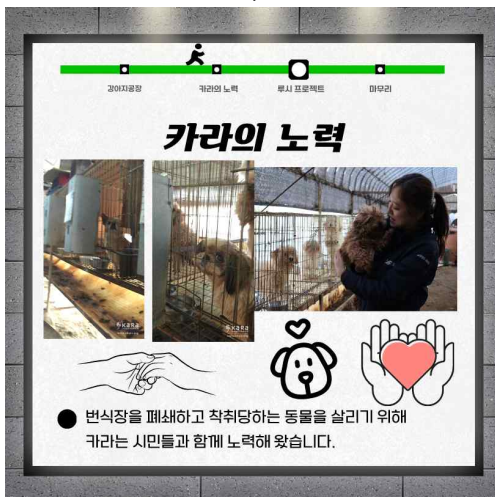 강아지공장
카라의 노력
루시 프로젝트
마무리
카라의 노력
KaRa
KaRa
번식장을 폐쇄하고 착취당하는 동물을 살리기 위해
카라는 시민들과 함께 노력해 왔습니다.